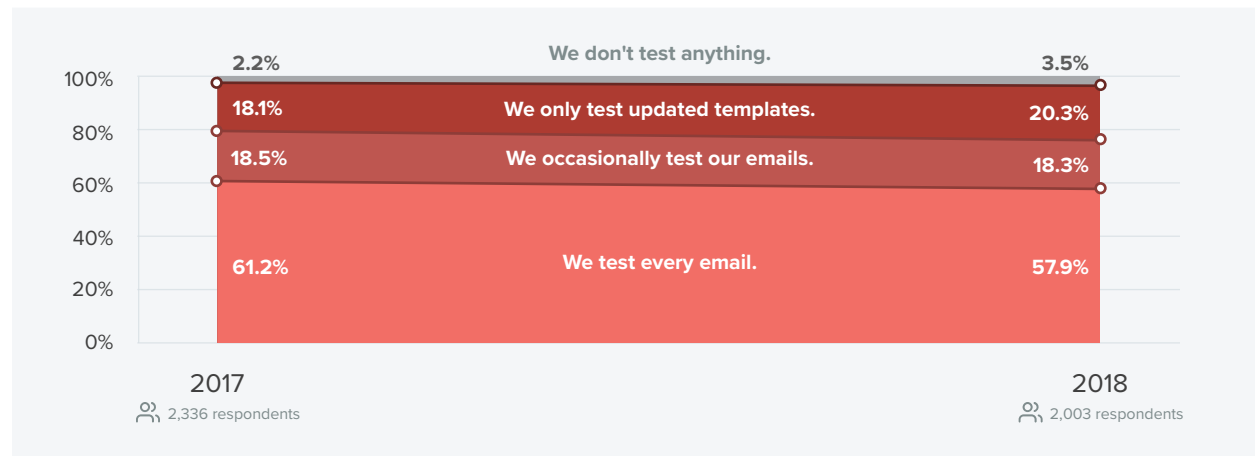 We don't test anything.
2.2%
3.5%
100%
18.1%
We only test updated templates.
20.3%
80%
18.5%
We occasionally test our emails.
18.3%
60%
40%
61.2%
We test every email.
57.9%
20%
0%
2017
2018
2,336 respondents
2,003 respondents